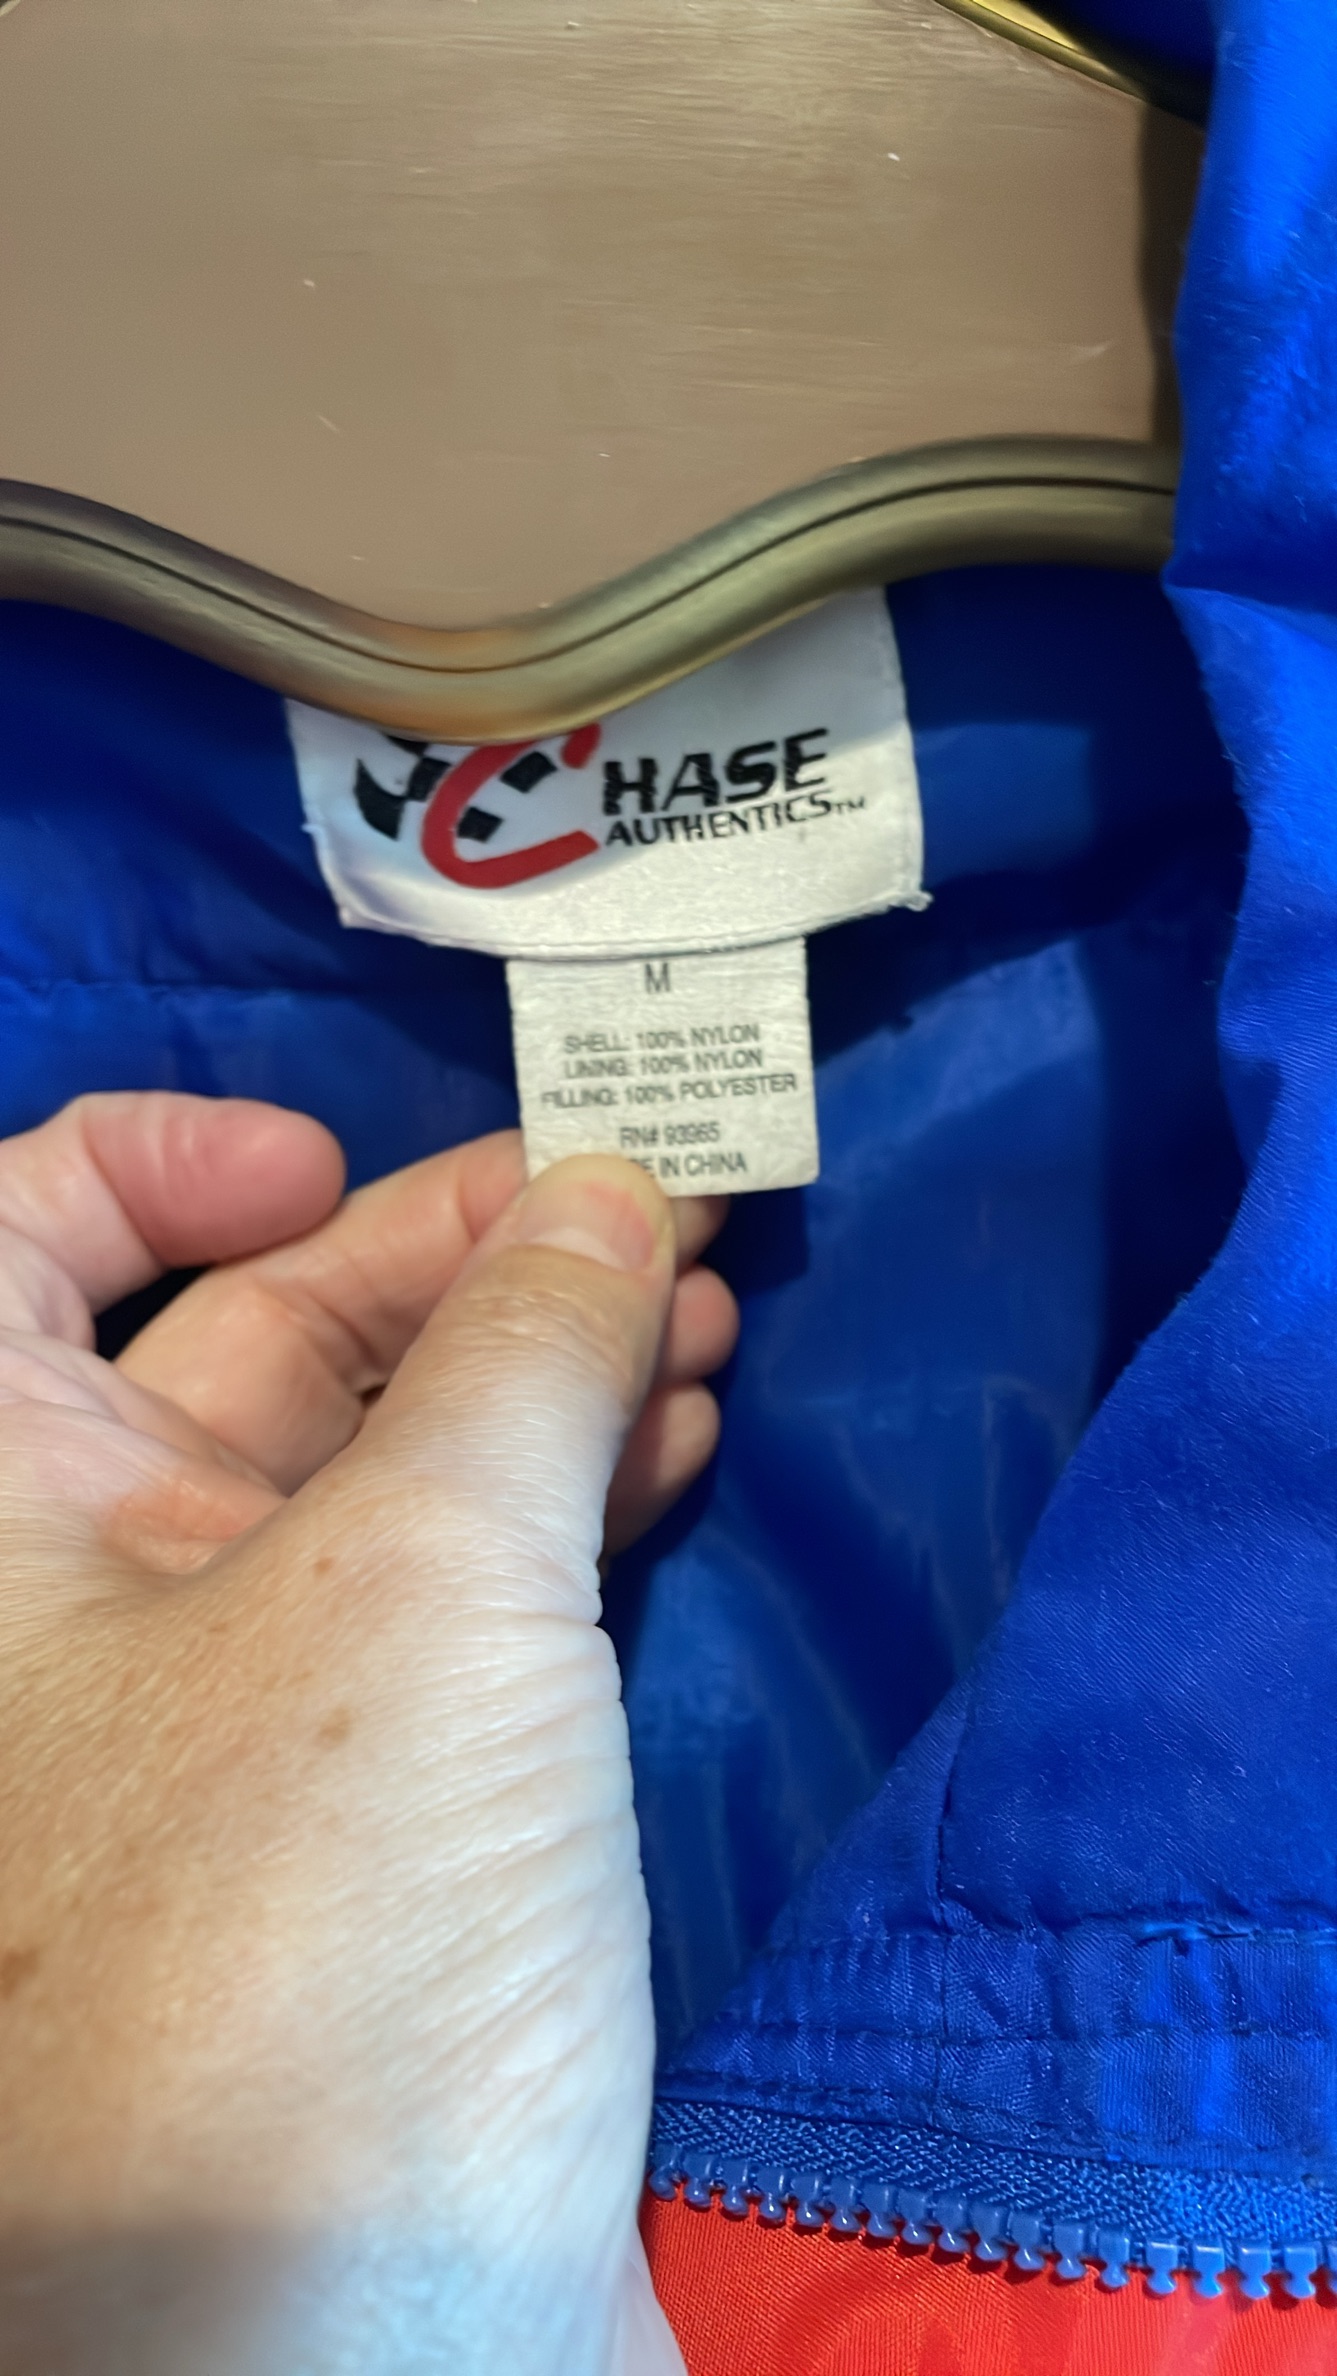 CHASE
AUTHENTICS™
M
SHELL: 100% NYLON
LINING: 100% NYLON
FILLING: 100% POLYESTER
RN# 93965
E IN CHINA